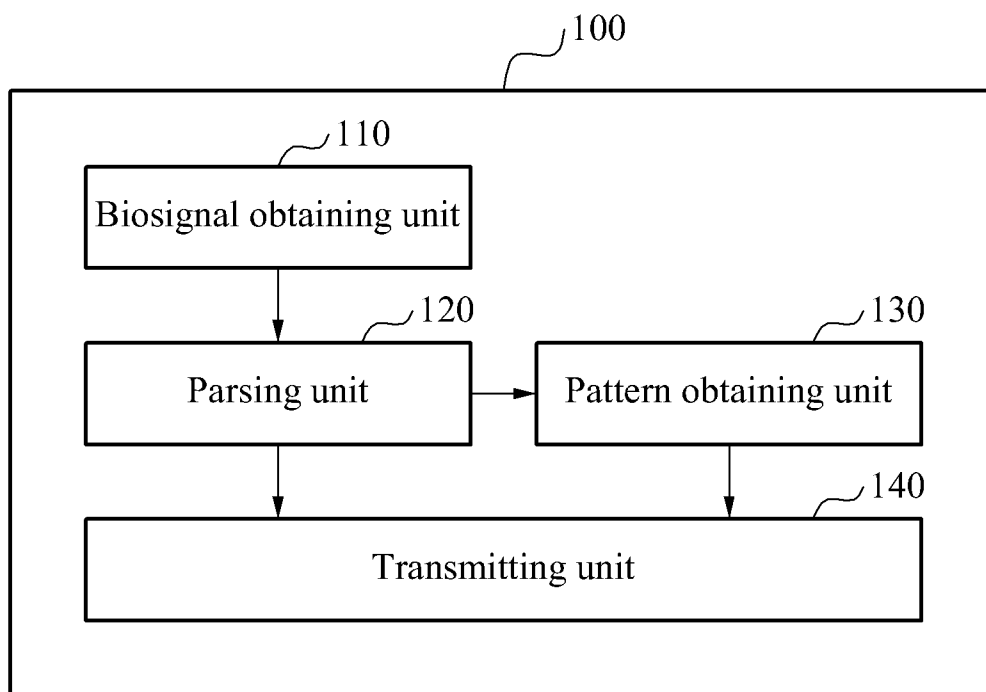 100
110
Biosignal obtaining unit
120
130
Parsing unit
Pattern obtaining unit
140
Transmitting unit